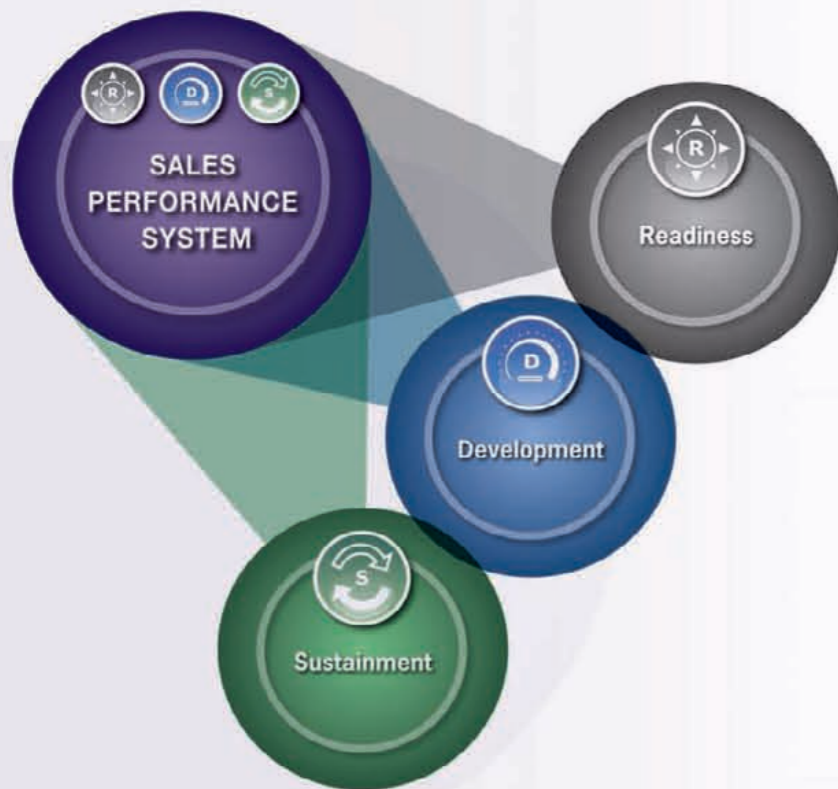 R D S
SALES
PERFORMANCE
SYSTEM
R
Readiness
D
Development
S
Sustainment